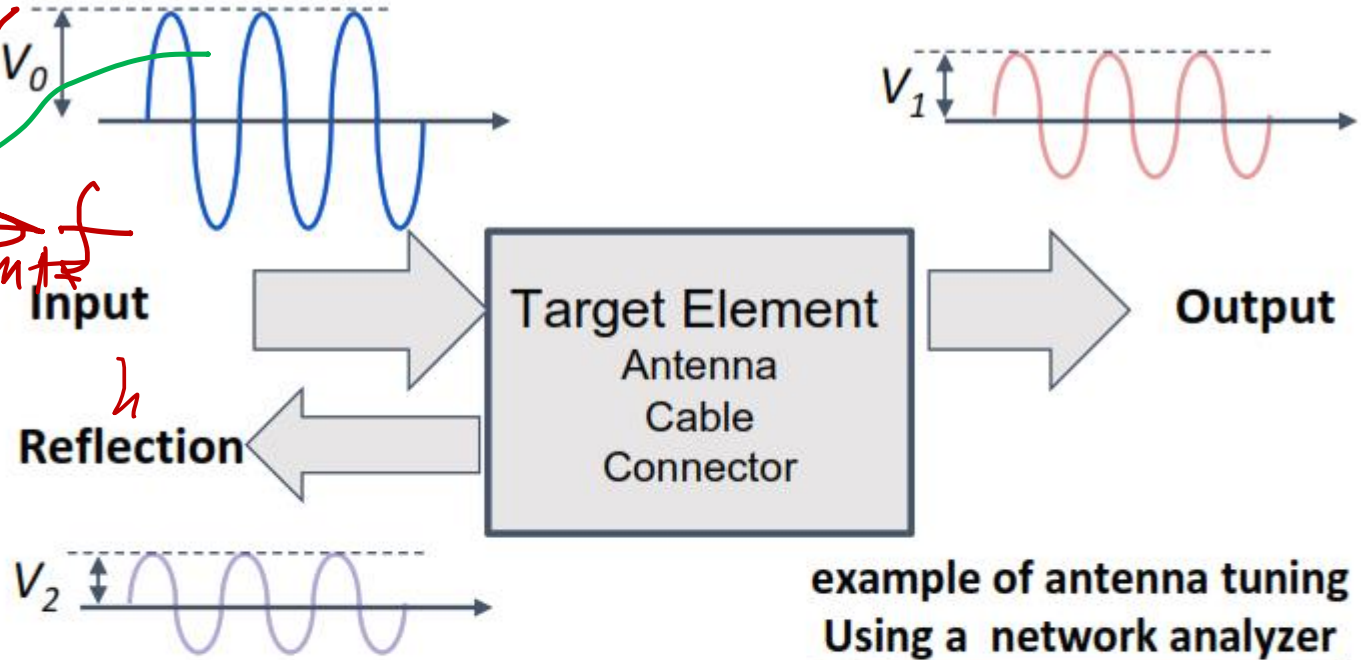 V0
V1
Input
Target Element
Antenna
Cable
Connector
Output
Reflection
V2
example of antenna tuning
Using a network analyzer